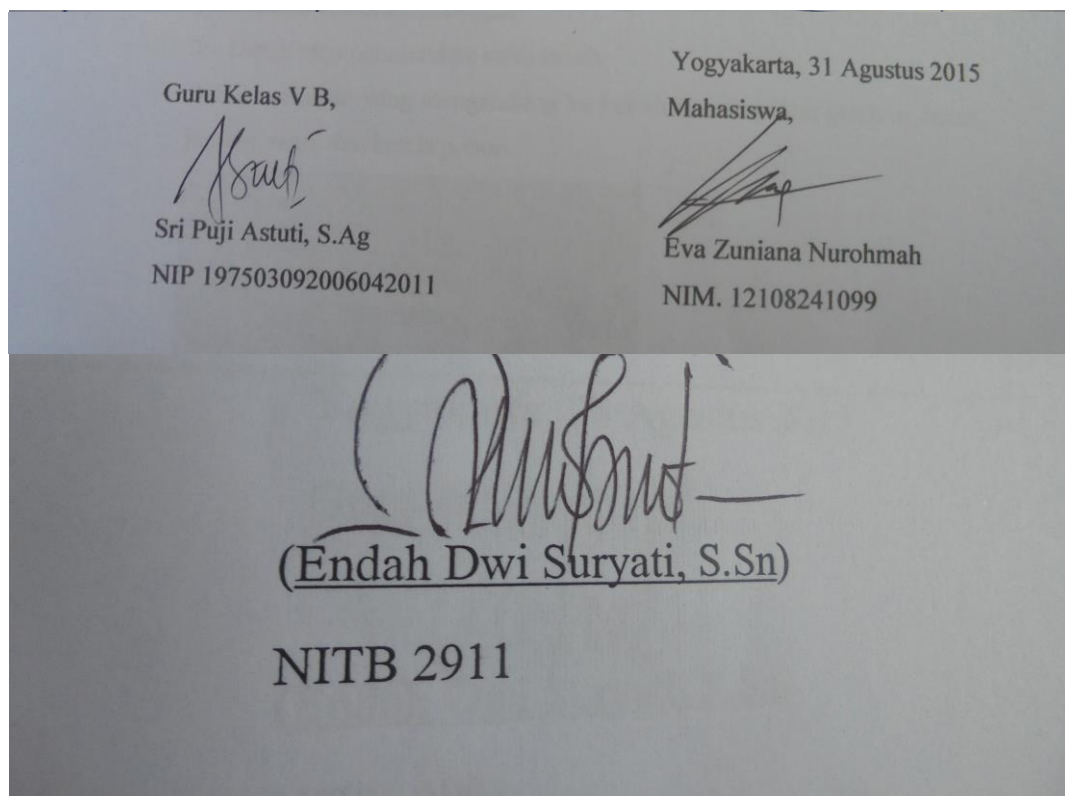 Yogyakarta, 31 Agustus 2015
Guru Kelas V B,
Mahasiswa,
Sri Puji Astuti, S.Ag
Eva Zuniana Nurohmah
NIP 197503092006042011
NIM. 12108241099
(Endah Dwi Suryati, S.Sn)
NITB 2911